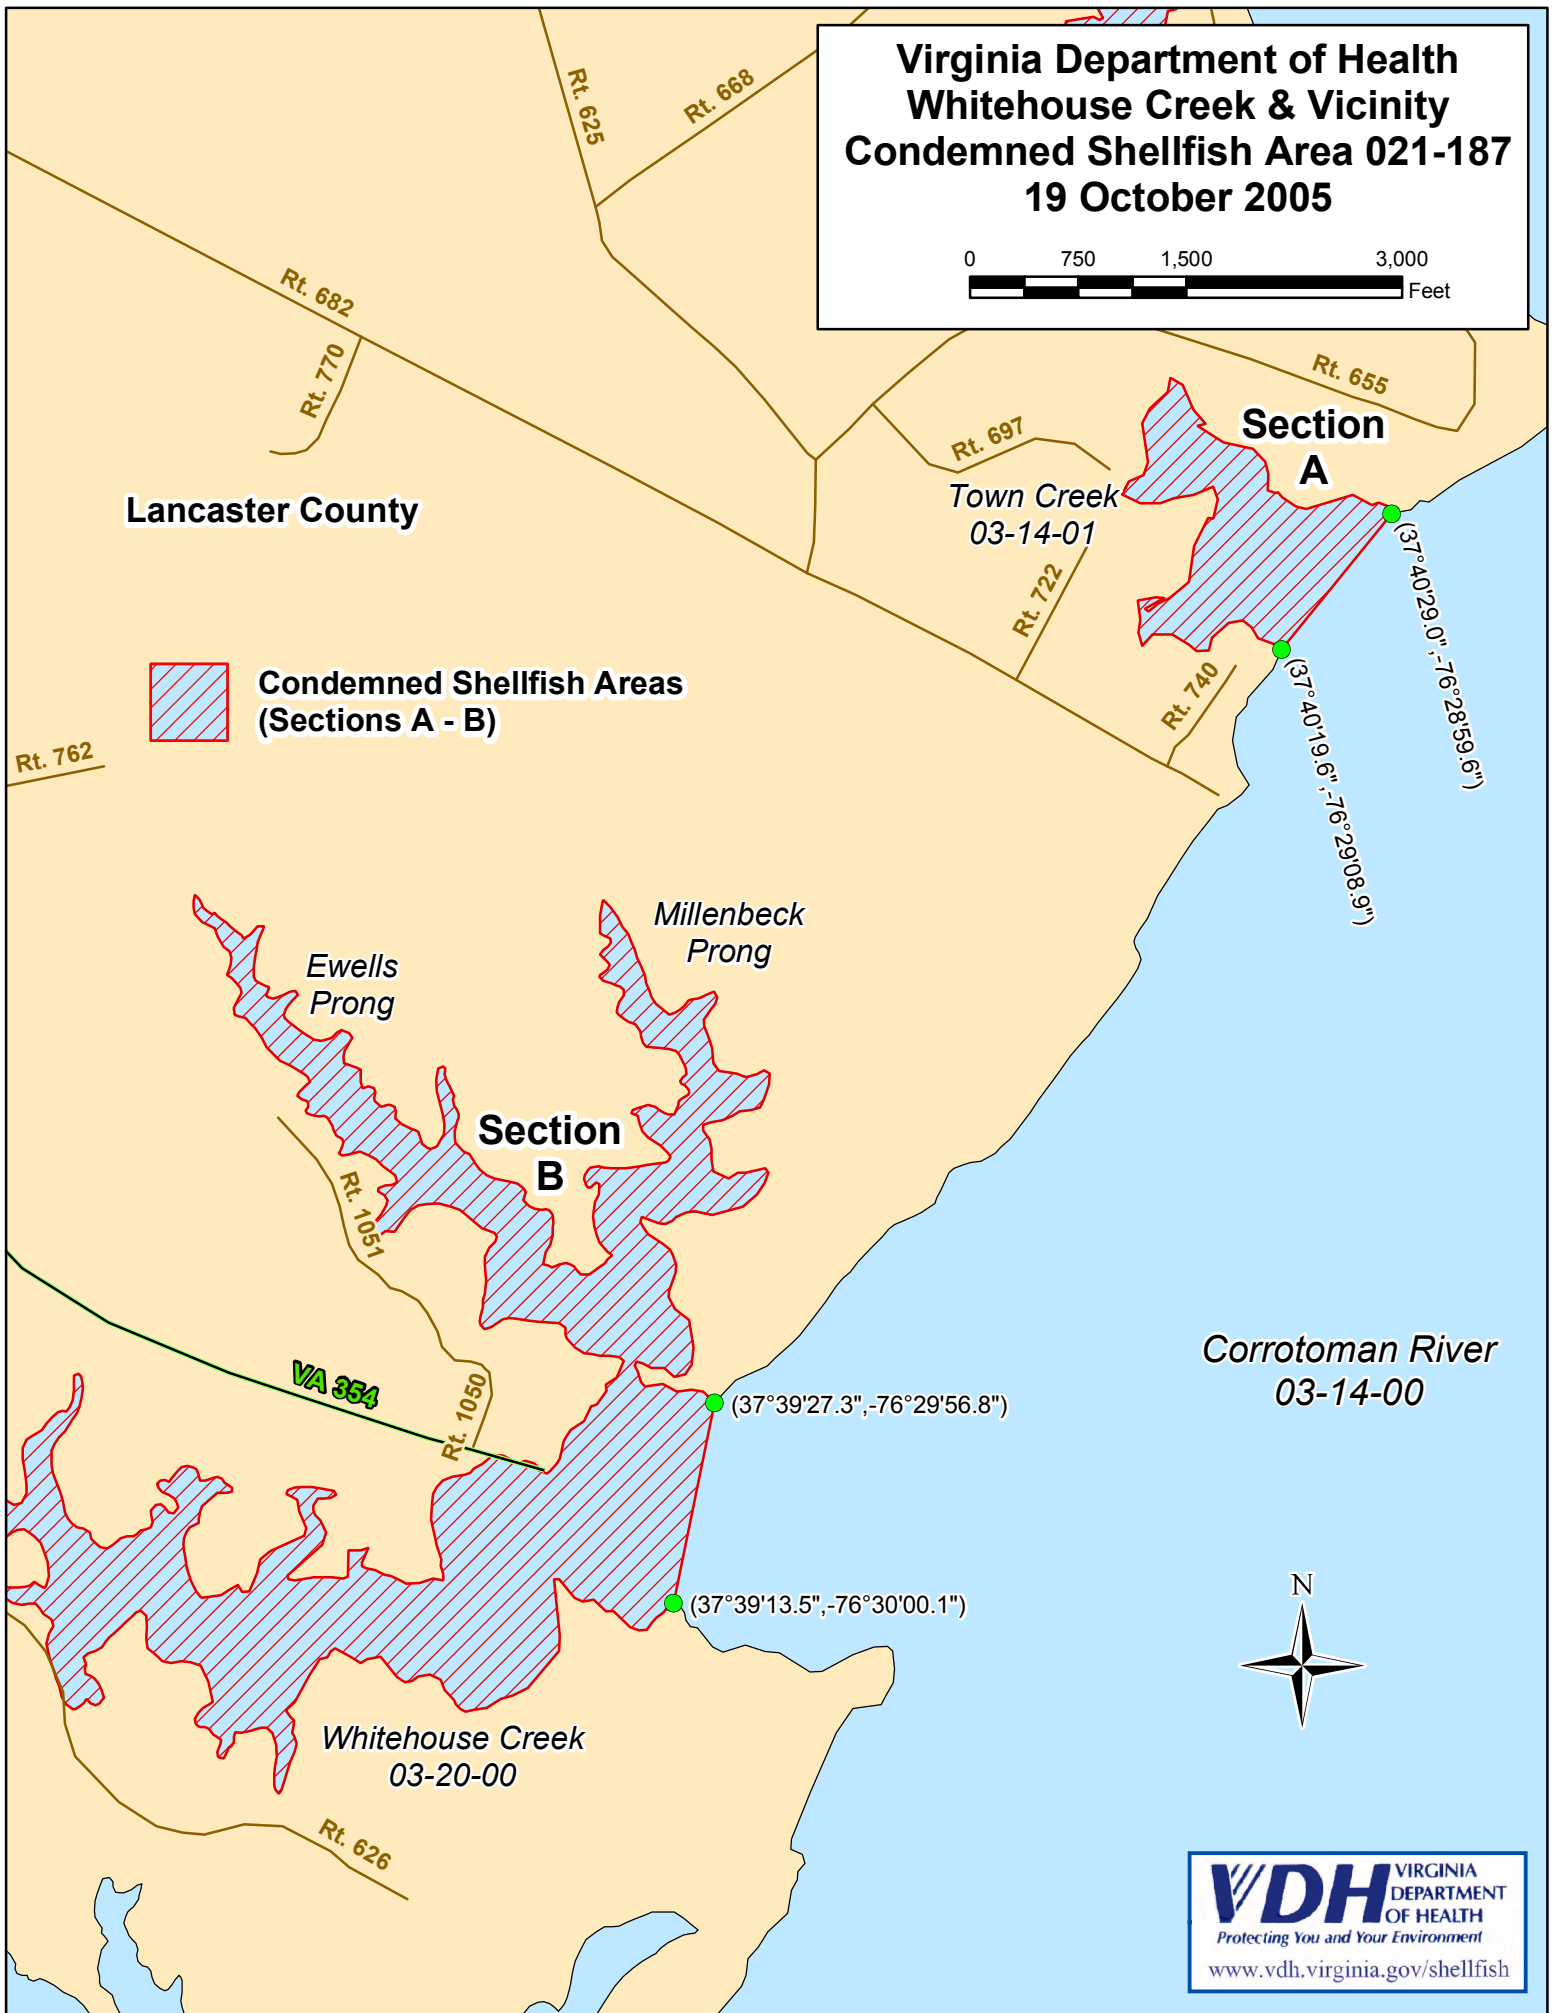 Virginia Department of Health
Whitehouse Creek & Vicinity
Condemned Shellfish Area 021-187
19 October 2005
0 750 1,500 3,000
Feet
Rt. 625
Rt. 668
Rt. 682
Rt. 770
Rt. 655
Rt. 697
Section
A
Town Creek
03-14-01
Lancaster County
(37°40'29.0",-76°28'59.6")
Rt. 722
(37°40'19.6",-76°29'08.9")
Rt. 740
Condemned Shellfish Areas
(Sections A - B)
Rt. 762
Millenbeck
Prong
Ewells
Prong
Section
B
Rt. 1051
VA 354
Rt. 1050
(37°39'27.3",-76°29'56.8")
Corrotoman River
03-14-00
(37°39'13.5",-76°30'00.1")
N
Whitehouse Creek
03-20-00
Rt. 626
VDH
VIRGINIA
DEPARTMENT
OF HEALTH
Protecting You and Your Environment
www.vdh.virginia.gov/shellfish